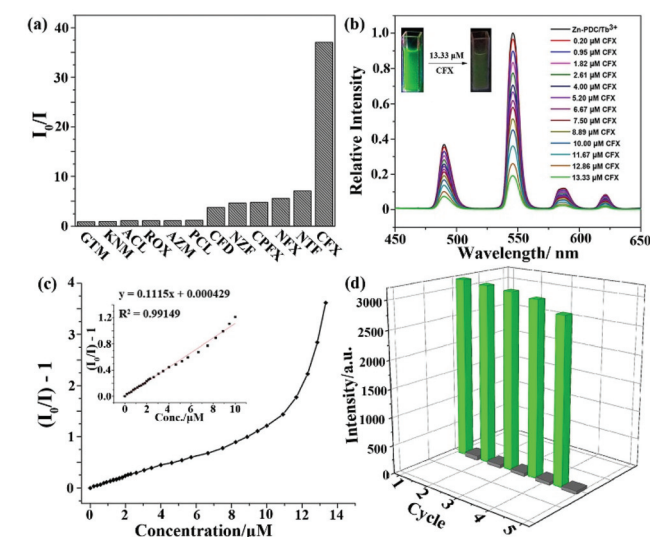 (a)
40
30
20
10
0
I₀/I
GTM
KNM
ACL
ROX
AZM
PCL
CFD
NZF
CPFX
NFX
NTF
CFX
(b)
1.0
0.8
0.6
0.4
0.2
0.0
Relative Intensity
13.33 µM
CFX
Zn-PDC/Tb³⁺
0.20 µM CFX
0.95 µM CFX
1.82 µM CFX
2.61 µM CFX
4.00 µM CFX
5.20 µM CFX
6.67 µM CFX
7.50 µM CFX
8.89 µM CFX
10.00 µM CFX
11.67 µM CFX
12.86 µM CFX
13.33 µM CFX
450 500 550 600 650
Wavelength/ nm
(c)
4
3
2
1
0
(I₀/I) - 1
y = 0.1115x + 0.000429
R² = 0.99149
1.2
0.8
0.4
0.0
(I₀/I) - 1
0 2 4 6 8 10
Conc./µM
0 2 4 6 8 10 12 14
Concentration/µM
(d)
3000
2500
2000
1500
1000
500
0
Intensity/a.u.
1 2 3 4 5
Cycle